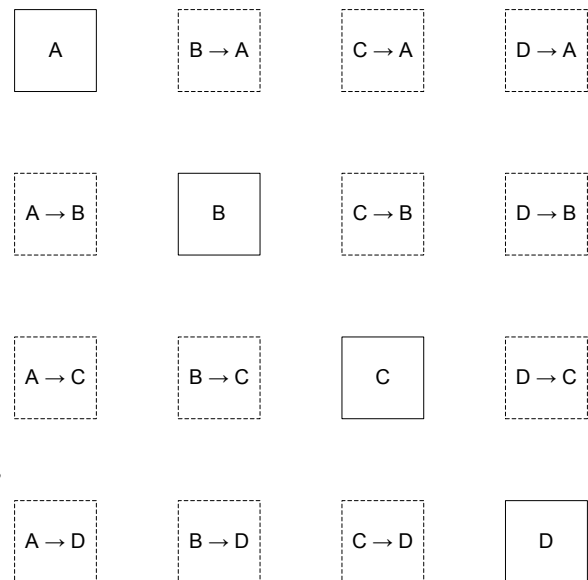 A B → A C → A D → A
A → B B C → B D → B
A → C B → C C D → C
A → D B → D C → D D